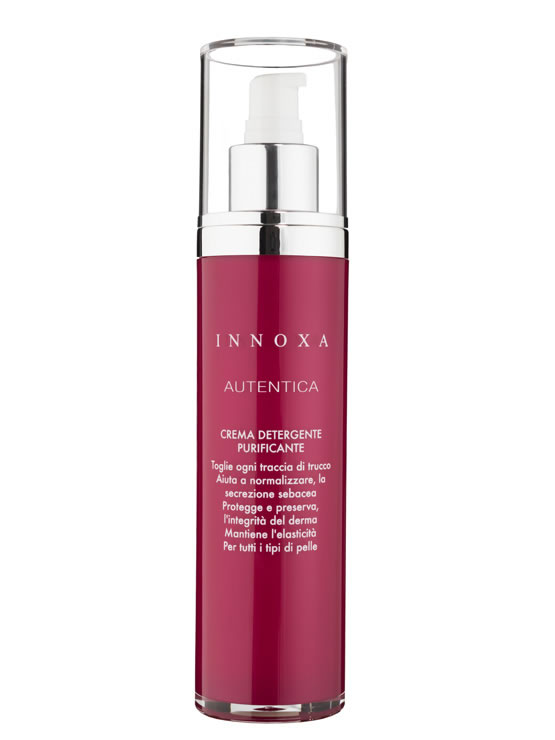 INNOXA
AUTENTICA
CREMA DETERGENTE
PURIFICANTE
Toglie ogni traccia di trucco
Aiuta a normalizzare, la
secrezione sebacea
Protegge e preserva,
l'integrità del derma
Mantiene l'elasticità
Per tutti i tipi di pelle